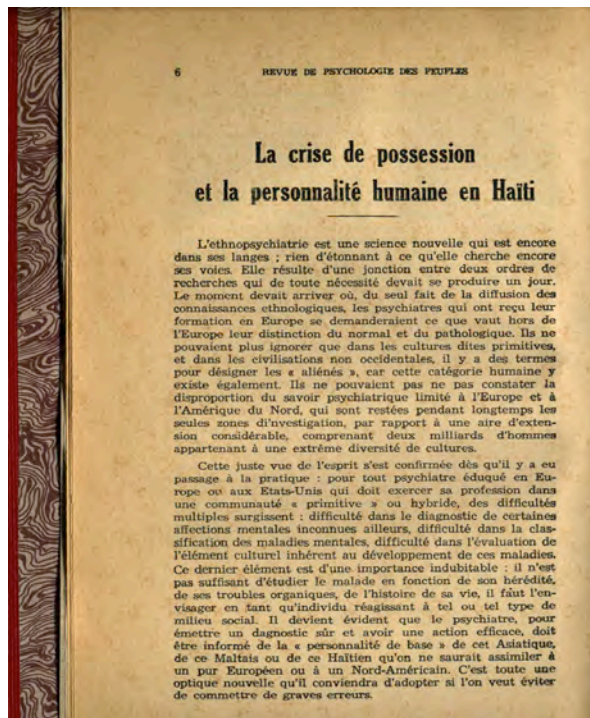 6 REVUE DE PSYCHOLOGIE DES PEUPLES
La crise de possession
et la personnalité humaine en Haïti
L'ethnopsychiatrie est une science nouvelle qui est encore
dans ses langes ; rien d'étonnant à ce qu'elle cherche encore
ses voies. Elle résulte d'une jonction entre deux ordres de
recherches qui de toute nécessité devait se produire un jour.
Le moment devait arriver où, du seul fait de la diffusion des
connaissances ethnologiques, les psychiatres qui ont reçu leur
formation en Europe se demanderaient ce que vaut hors de
l'Europe leur distinction du normal et du pathologique. Ils ne
pouvaient plus ignorer que dans les cultures dites primitives,
et dans les civilisations non occidentales, il y a des termes
pour désigner les « aliénés », car cette catégorie humaine y
existe également. Ils ne pouvaient pas ne pas constater la
disproportion du savoir psychiatrique limité à l'Europe et à
l'Amérique du Nord, qui sont restées pendant longtemps les
seules zones di'nvestigation, par rapport à une aire d'exten-
sion considérable, comprenant deux milliards d'hommes
appartenant à une extrême diversité de cultures.
Cette juste vue de l'esprit s'est confirmée dès qu'il y a eu
passage à la pratique : pour tout psychiatre éduqué en Eu-
rope ou aux Etats-Unis qui doit exercer sa profession dans
une communauté « primitive » ou hybride, des difficultés
multiples surgissent : difficulté dans le diagnostic de certaines
affections mentales inconnues ailleurs, difficulté dans la clas-
sification des maladies mentales, difficulté dans l'évaluation de
l'élément culturel inhérent au développement de ces maladies.
Ce dernier élément est d'une importance indubitable : il n'est
pas suffisant d'étudier le malade en fonction de son hérédité,
de ses troubles organiques, de l'histoire de sa vie, il faut l'en-
visager en tant qu'individu réagissant à tel ou tel type de
milieu social. Il devient évident que le psychiatre, pour
émettre un dagnostic sûr et avoir une action efficace, doit
être informé de la « personnalité de base » de cet Asiatique,
de ce Maltais ou de ce Haïtien qu'on ne saurait assimiler à
un pur Européen ou à un Nord-Américain. C'est toute une
optique nouvelle qu'il conviendra d'adopter si l'on veut éviter
de commettre de graves erreurs.